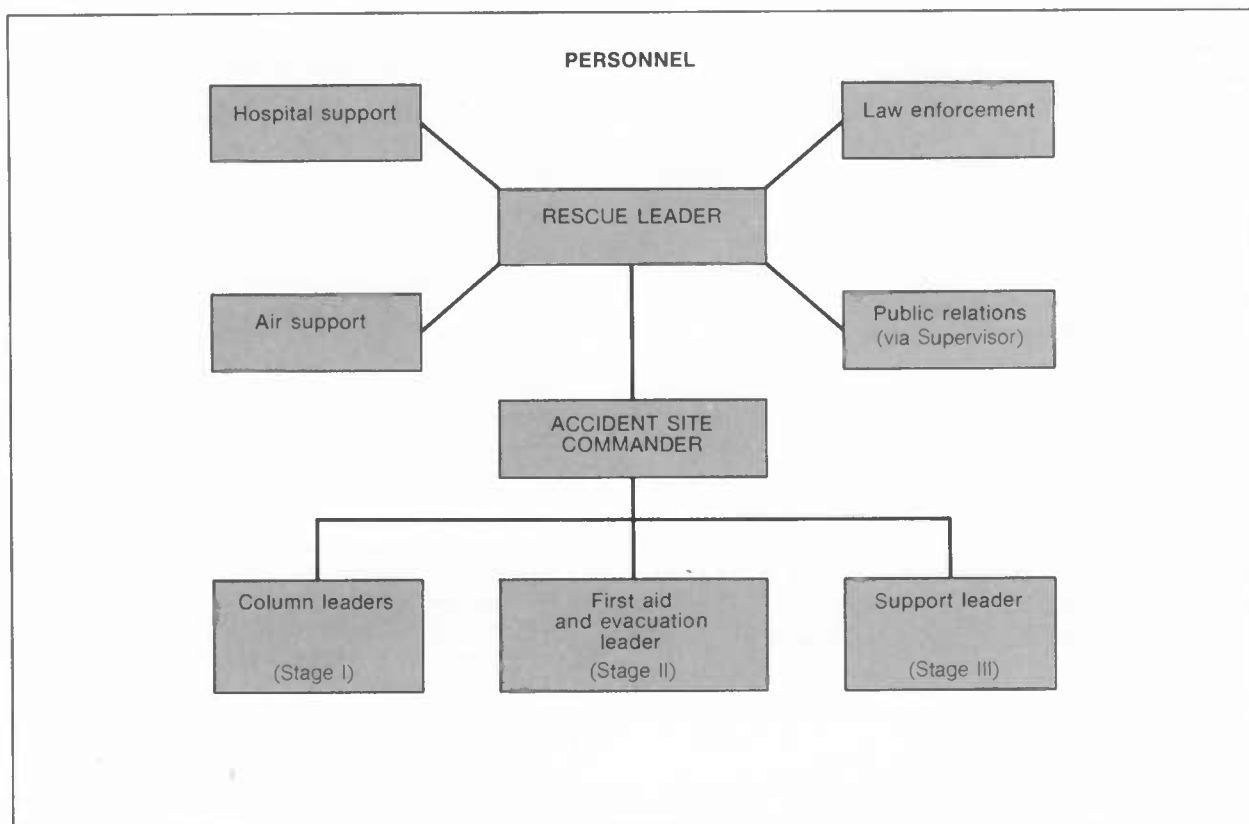 PERSONNEL
Hospital support
Law enforcement
RESCUE LEADER
Air support
Public relations
(via Supervisor)
ACCIDENT SITE
COMMANDER
Column leaders
(Stage I)
First aid
and evacuation
leader
(Stage II)
Support leader
(Stage III)